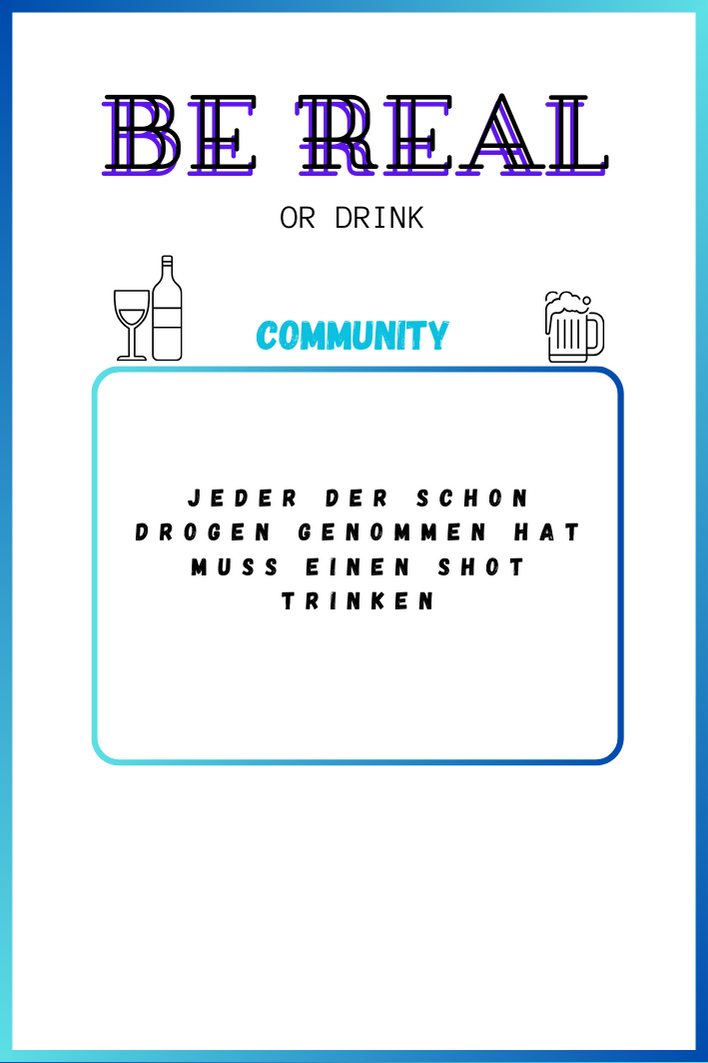 BE REAL
OR DRINK
COMMUNITY
JEDER DER SCHON
DROGEN GENOMMEN HAT
MUSS EINEN SHOT
TRINKEN